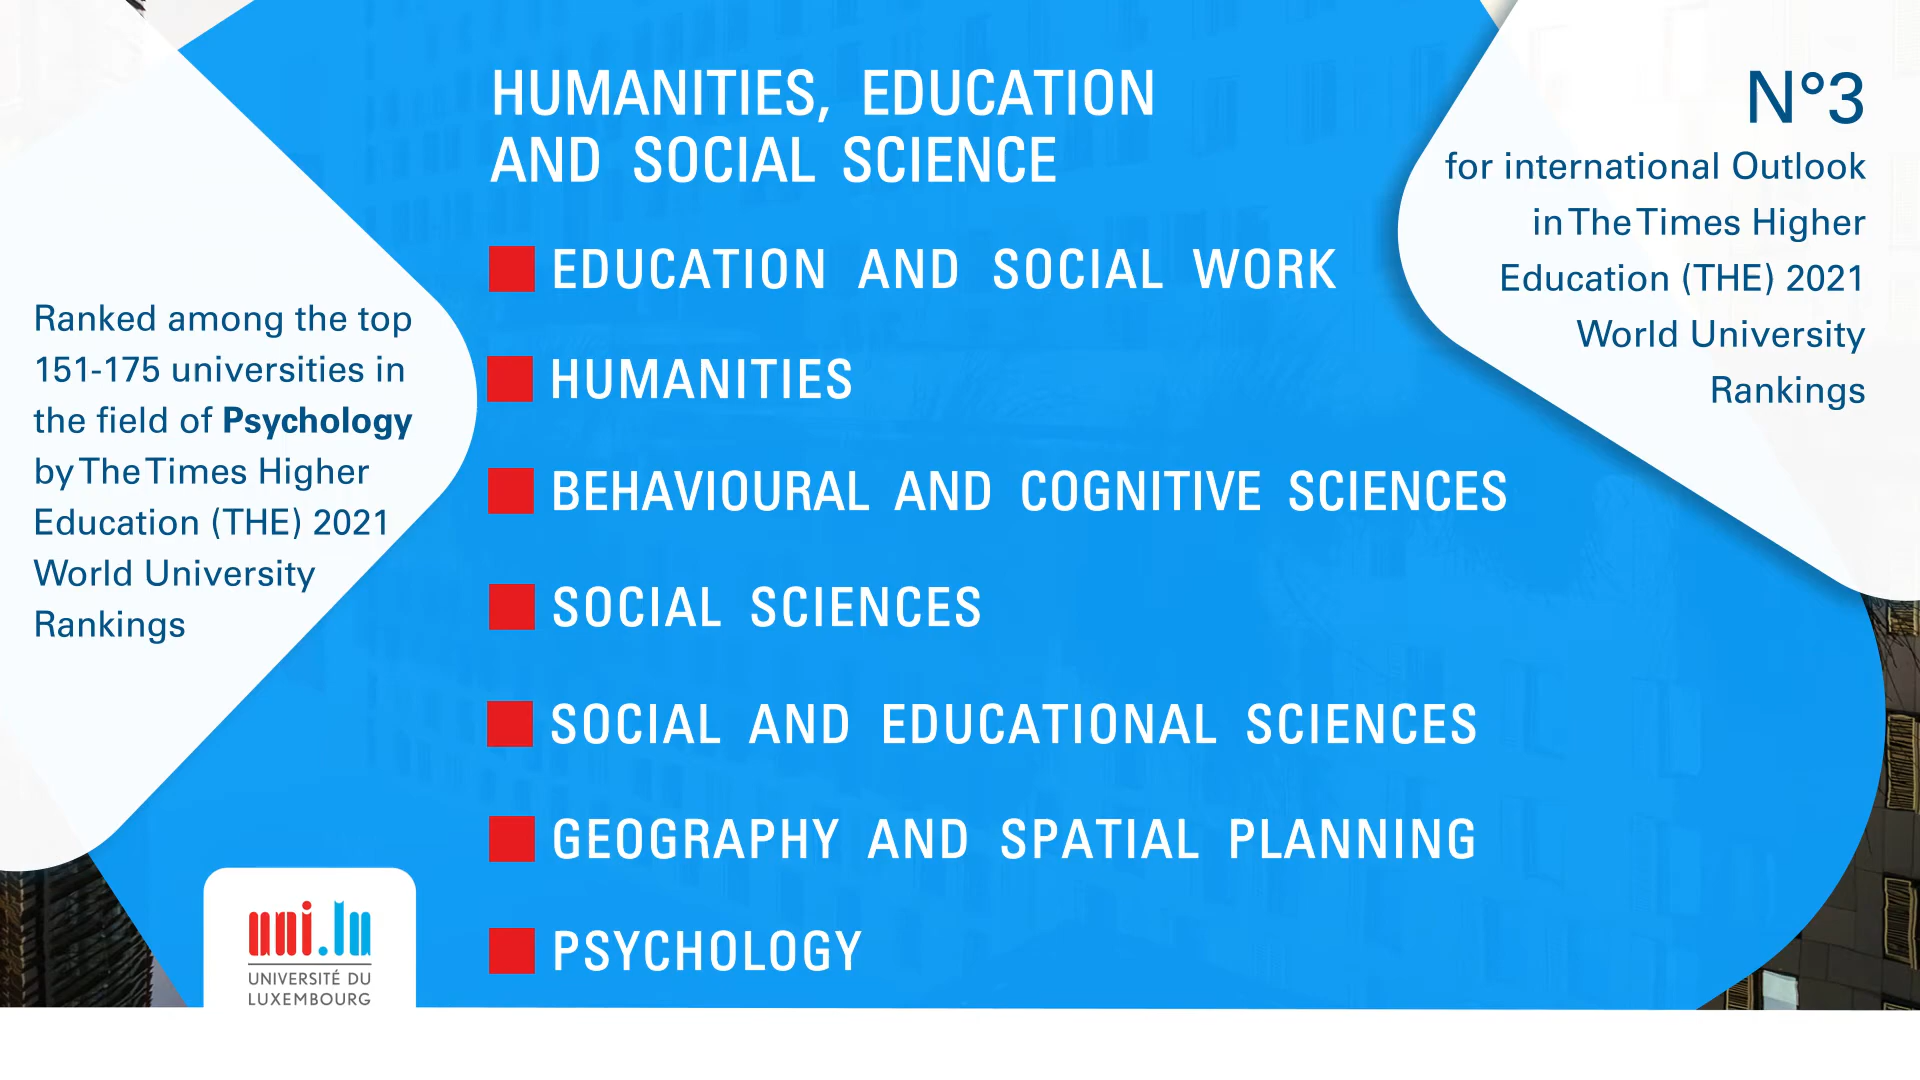 HUMANITIES, EDUCATION
AND SOCIAL SCIENCE
EDUCATION AND SOCIAL WORK
HUMANITIES
BEHAVIOURAL AND COGNITIVE SCIENCES
SOCIAL SCIENCES
SOCIAL AND EDUCATIONAL SCIENCES
GEOGRAPHY AND SPATIAL PLANNING
PSYCHOLOGY
Ranked among the top
151-175 universities in
the field of Psychology
by The Times Higher
Education (THE) 2021
World University
Rankings
N°3
for international Outlook
in The Times Higher
Education (THE) 2021
World University
Rankings
uni.lu
UNIVERSITÉ DU
LUXEMBOURG